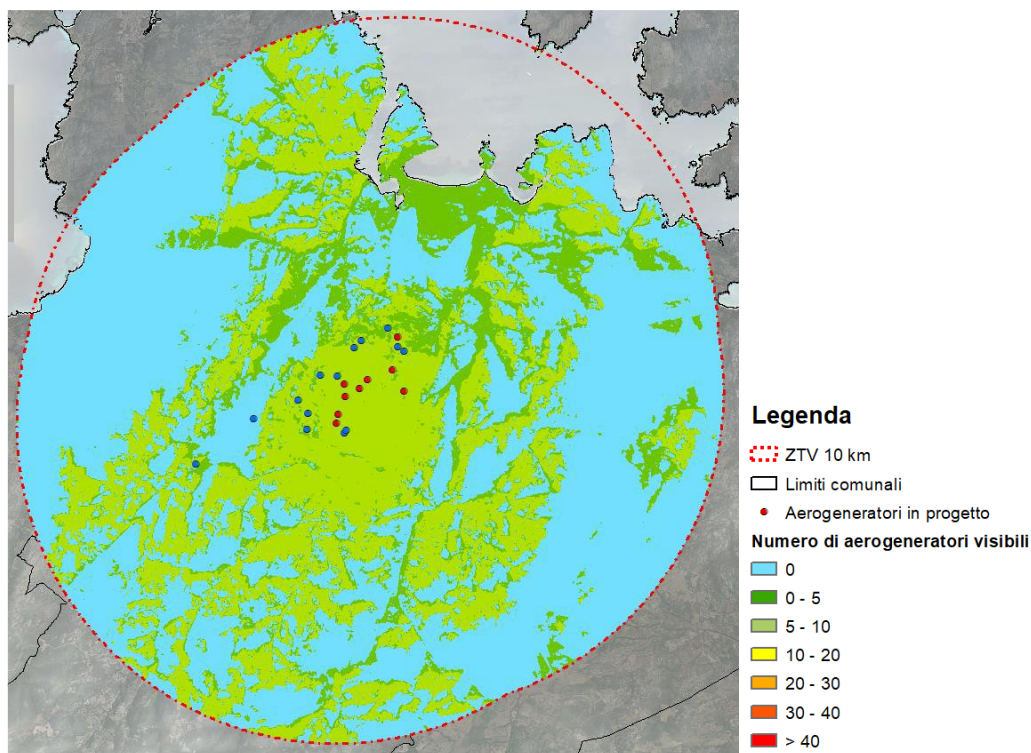 Legenda
ZTV 10 km
Limiti comunali
Aerogeneratori in progetto
Numero di aerogeneratori visibili
0
0 - 5
5 - 10
10 - 20
20 - 30
30 - 40
> 40